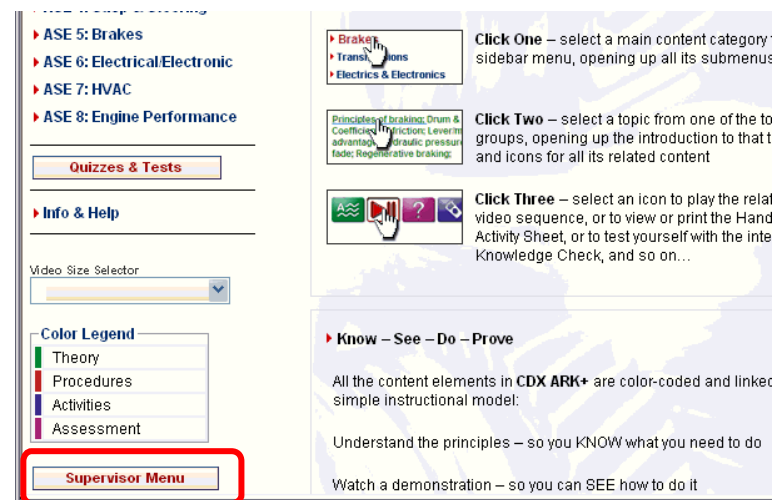 ASE 5: Brakes
ASE 6: Electrical/Electronic
ASE 7: HVAC
ASE 8: Engine Performance
Quizzes & Tests
Info & Help
Video Size Selector
Color Legend
Theory
Procedures
Activities
Assessment
Supervisor Menu
Brakes
Electrics & Electronics
Click One – select a main content category
sidebar menu, opening up all its submenus
Principles of braking; Drum &
fade; Regenerative braking;
Click Two – select a topic from one of the
groups, opening up the introduction to that
and icons for all its related content
Click Three – select an icon to play the
video sequence, or to view or print the
Activity Sheet, or to test yourself with the
Knowledge Check, and so on...
Know – See – Do – Prove
All the content elements in CDX ARK+ are color-coded and linked
simple instructional model:
Understand the principles – so you KNOW what you need to do
Watch a demonstration – so you can SEE how to do it